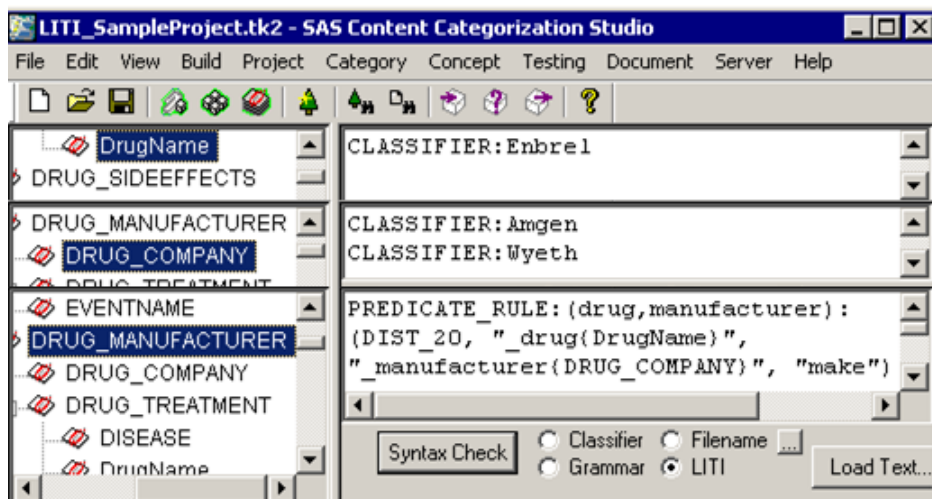 LITI_SampleProject.tk2 - SAS Content Categorization Studio
File Edit View Build Project Category Concept Testing Document Server Help
DrugName
DRUG_SIDEEFFECTS
CLASSIFIER:Enbrel
DRUG_MANUFACTURER
DRUG_COMPANY
DRUG_TREATMENT
CLASSIFIER:Amgen
CLASSIFIER:Wyeth
EVENTNAME
DRUG_MANUFACTURER
DRUG_COMPANY
DRUG_TREATMENT
DISEASE
DrugName
PREDICATE_RULE:(drug,manufacturer):
(DIST_20, "_drug{DrugName}",
"_manufacturer{DRUG_COMPANY}", "make")
Syntax Check
Classifier Filename ...
Grammar LITI
Load Text...